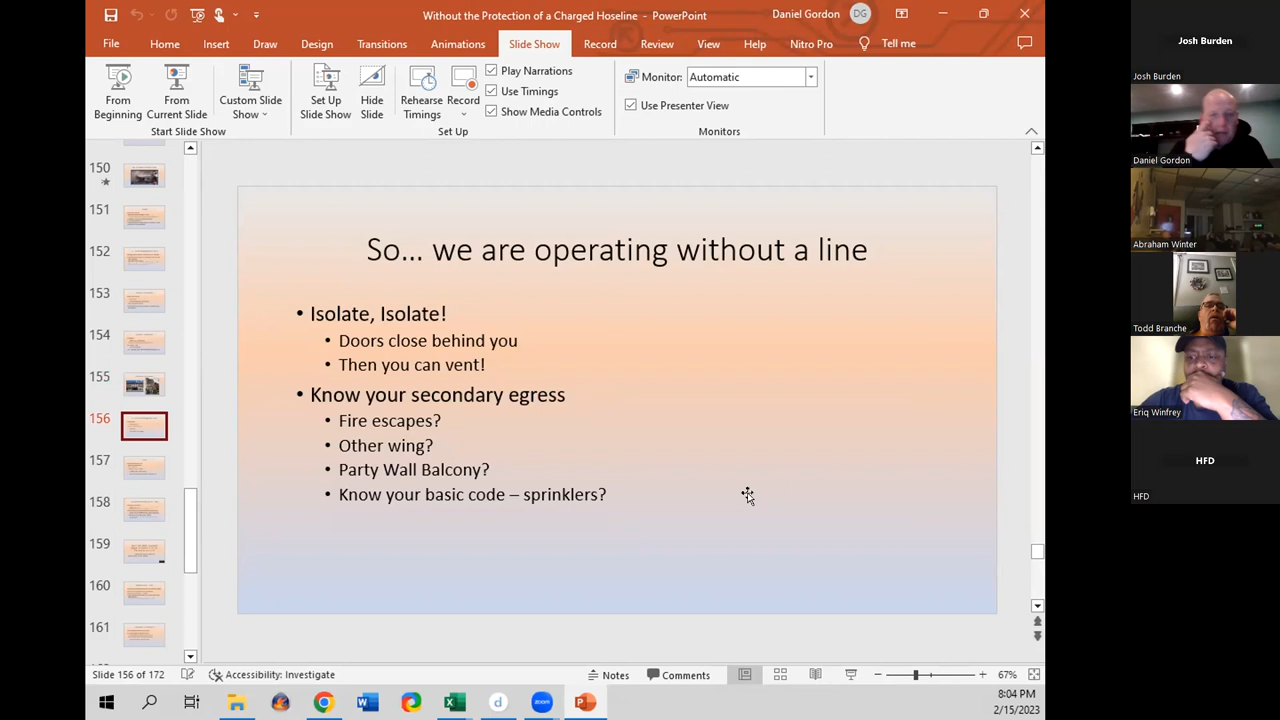 Without the Protection of a Charged Hoseline - PowerPoint
Daniel Gordon
DG
File
Home
Insert
Draw
Design
Transitions
Animations
Slide Show
Record
Review
View
Help
Nitro Pro
Tell me
From Beginning
From Current Slide
Custom Slide Show
Set Up Slide Show
Hide Slide
Rehearse Timings
Record
Play Narrations
Use Timings
Show Media Controls
Monitor: Automatic
Use Presenter View
Start Slide Show
Set Up
Monitors
150
151
152
153
154
155
156
157
158
159
160
161
So... we are operating without a line
• Isolate, Isolate!
• Doors close behind you
• Then you can vent!
• Know your secondary egress
• Fire escapes?
• Other wing?
• Party Wall Balcony?
• Know your basic code – sprinklers?
Slide 156 of 172
Accessibility: Investigate
Notes
Comments
67%
8:04 PM
2/15/2023
Josh Burden
Josh Burden
Daniel Gordon
Abraham Winter
Todd Branche
Eriq Winfrey
HFD
HFD